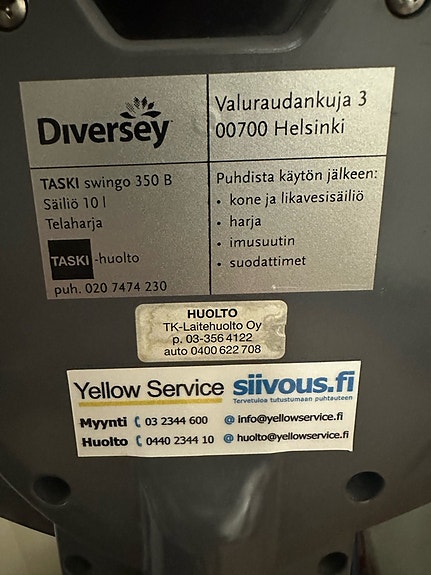 Diversey
Valuraudankuja 3
00700 Helsinki
TASKI swingo 350 B
Säiliö 10 l
Telaharja
TASKI -huolto
puh. 020 7474 230
Puhdista käytön jälkeen:
• kone ja likavesisäiliö
• harja
• imusuutin
• suodattimet
HUOLTO
TK-Laitehuolto Oy
p. 03-356 4122
auto 0400 622 708
Yellow Service siivous.fi
Tervetuloa tutustumaan puhtauteen
Myynti 03 2344 600 @ info@yellowservice.fi
Huolto 0440 2344 10 @ huolto@yellowservice.fi